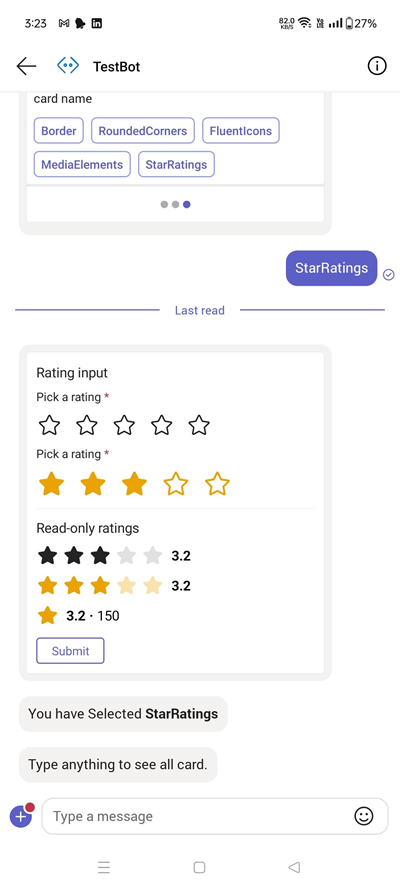 3:23
82.0 KB/S
27%
TestBot
card name
Border RoundedCorners FluentIcons
MediaElements StarRatings
StarRatings
Last read
Rating input
Pick a rating *
Pick a rating *
Read-only ratings
3.2
3.2
3.2 · 150
Submit
You have Selected StarRatings
Type anything to see all card.
Type a message